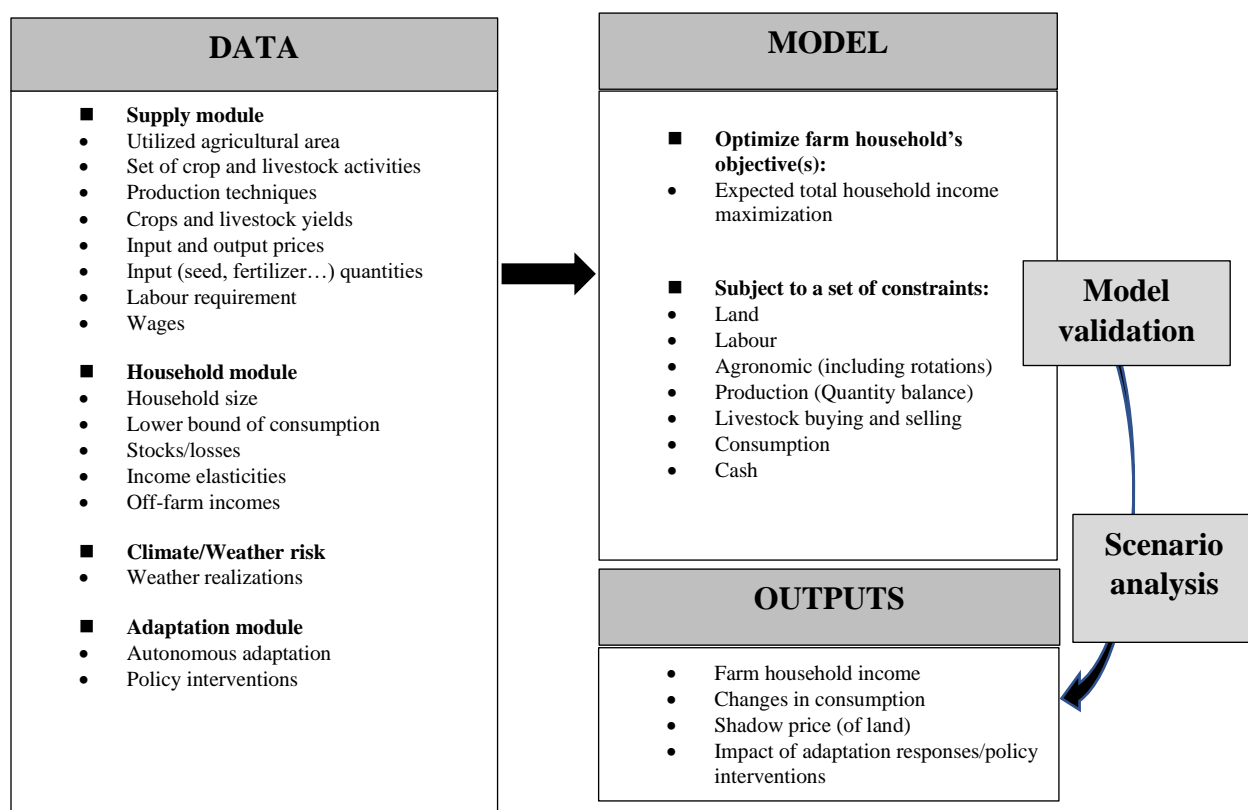 DATA
■ Supply module
• Utilized agricultural area
• Set of crop and livestock activities
• Production techniques
• Crops and livestock yields
• Input and output prices
• Input (seed, fertilizer…) quantities
• Labour requirement
• Wages
■ Household module
• Household size
• Lower bound of consumption
• Stocks/losses
• Income elasticities
• Off-farm incomes
■ Climate/Weather risk
• Weather realizations
■ Adaptation module
• Autonomous adaptation
• Policy interventions
MODEL
■ Optimize farm household’s
objective(s):
• Expected total household income
maximization
■ Subject to a set of constraints:
• Land
• Labour
• Agronomic (including rotations)
• Production (Quantity balance)
• Livestock buying and selling
• Consumption
• Cash
Model
validation
Scenario
analysis
OUTPUTS
• Farm household income
• Changes in consumption
• Shadow price (of land)
• Impact of adaptation responses/policy
interventions